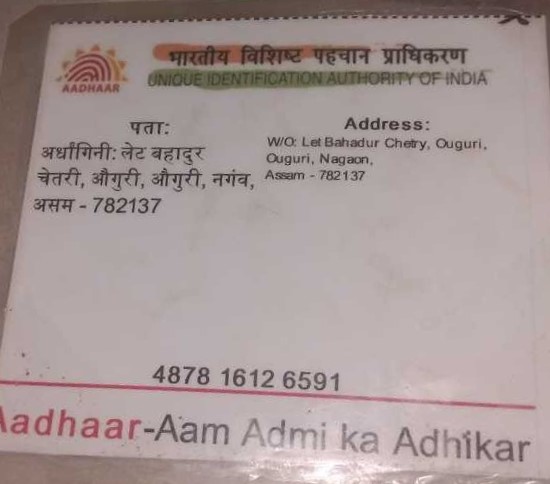 भारतीय विशिष्ट पहचान प्राधिकरण
AADHAAR
UNIQUE IDENTIFICATION AUTHORITY OF INDIA
पता:
अर्धांगिनी: लेट बहादुर
चेतरी, औगुरी, औगुरी, नगंव,
असम - 782137
Address:
W/O: Let Bahadur Chetry, Ouguri,
Ouguri, Nagaon,
Assam - 782137
4878 1612 6591
Aadhaar-Aam Admi ka Adhikar